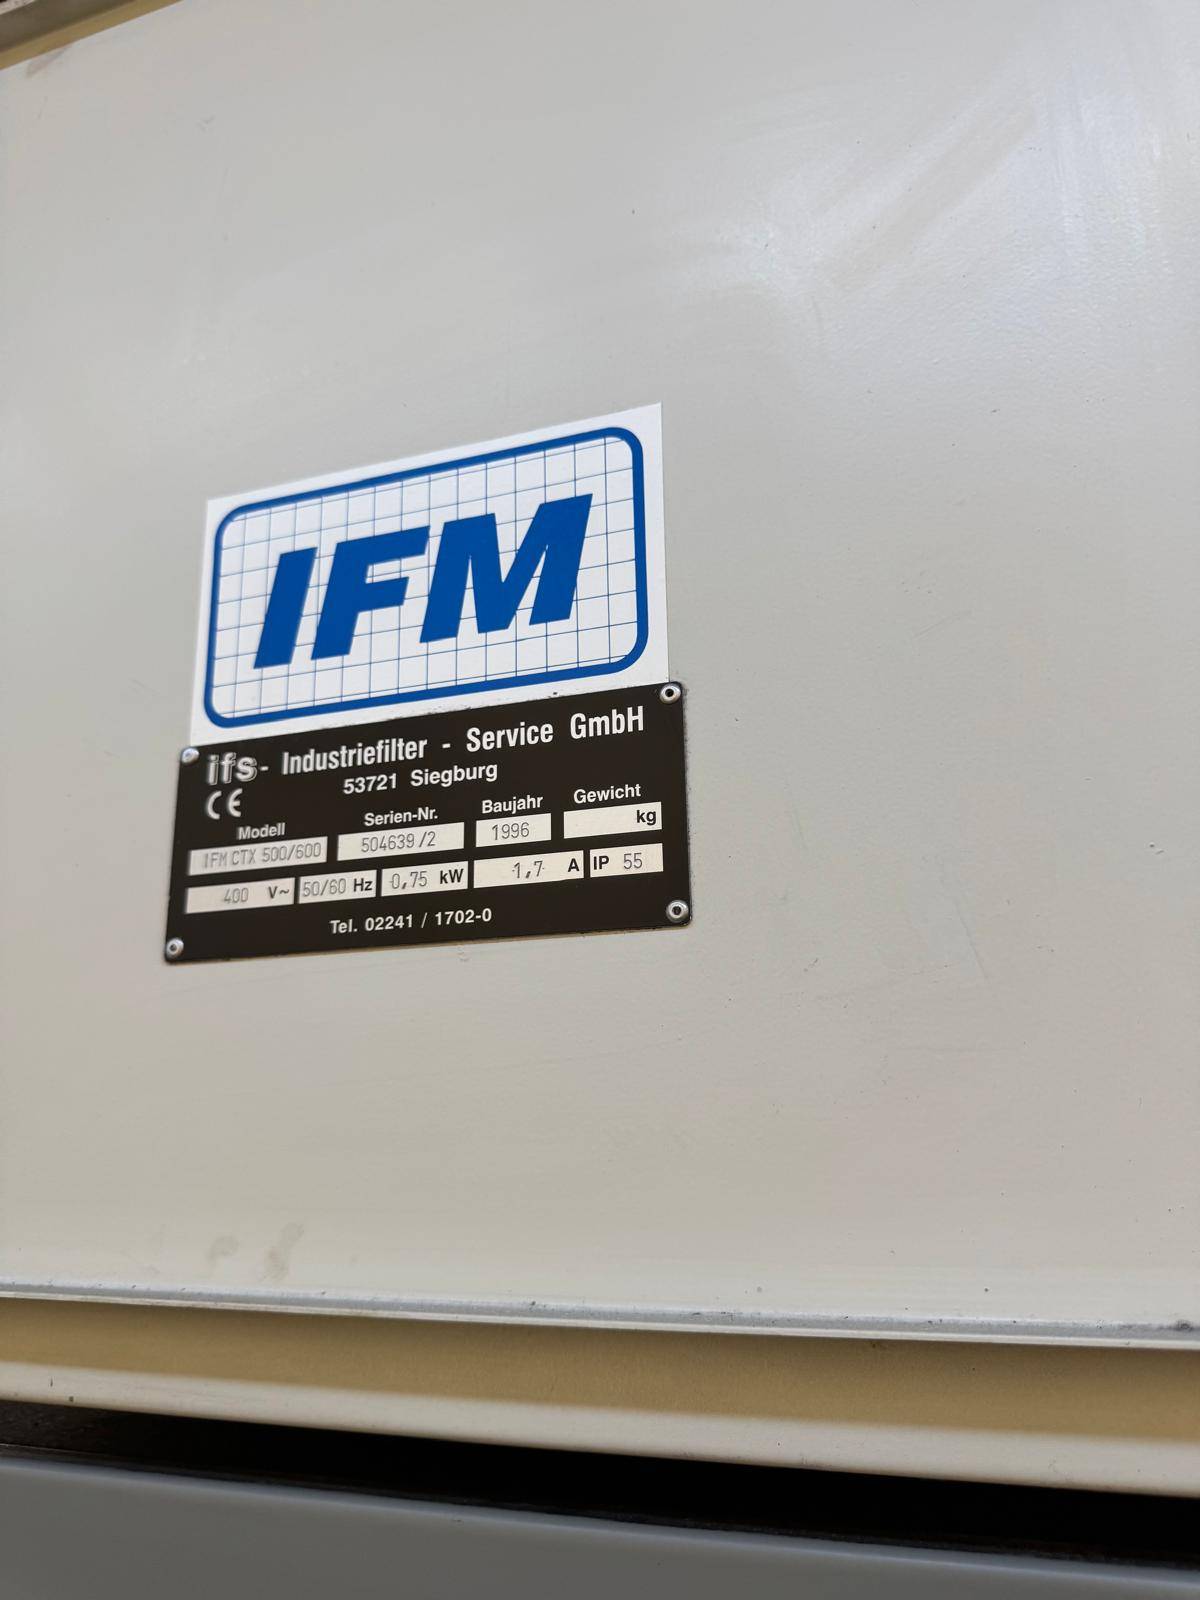 IFM
ifs- Industriefilter - Service GmbH
53721 Siegburg
CE
Modell Serien-Nr. Baujahr Gewicht
IFM CTX 500/600 504639/2 1996 kg
400 V~ 50/60 Hz 0,75 kW 1,7 A IP 55
Tel. 02241 / 1702-0